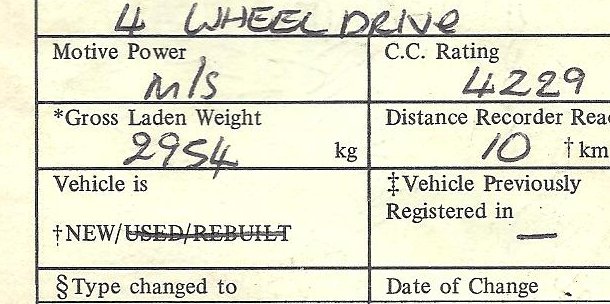 4 WHEEL DRIVE
Motive Power
m/s
C.C. Rating
4229
*Gross Laden Weight
2954 kg
Distance Recorder Rea
10 †km
Vehicle is
†NEW/USED/REBUILT
‡Vehicle Previously
Registered in
—
§Type changed to
Date of Change